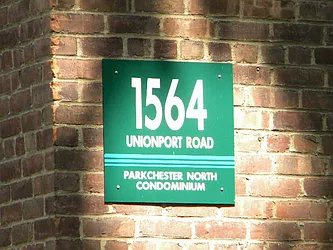 1564
UNIONPORT ROAD
PARKCHESTER NORTH
CONDOMINIUM